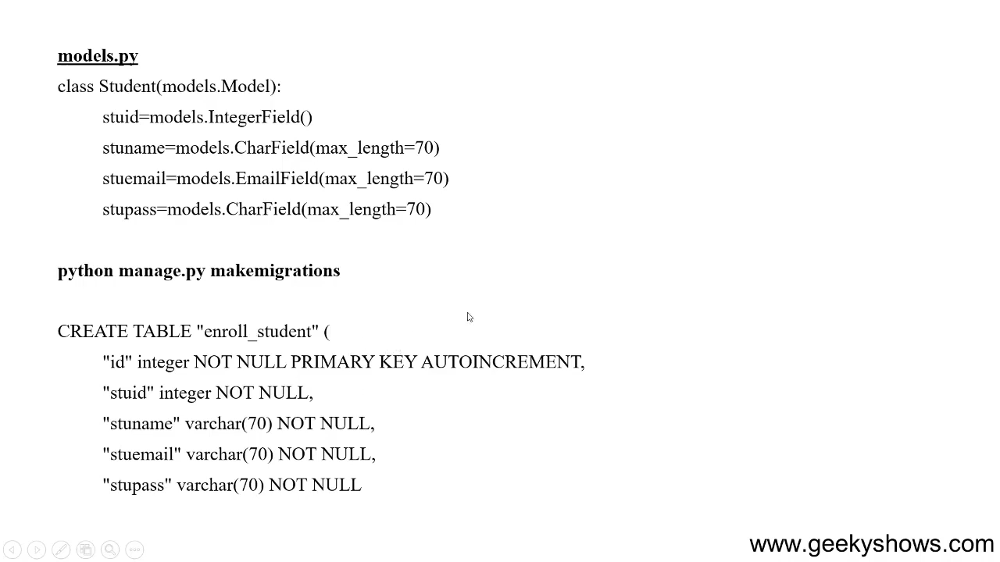 models.py
class Student(models.Model):
stuid=models.IntegerField()
stuname=models.CharField(max_length=70)
stuemail=models.EmailField(max_length=70)
stupass=models.CharField(max_length=70)
python manage.py makemigrations
CREATE TABLE "enroll_student" (
"id" integer NOT NULL PRIMARY KEY AUTOINCREMENT,
"stuid" integer NOT NULL,
"stuname" varchar(70) NOT NULL,
"stuemail" varchar(70) NOT NULL,
"stupass" varchar(70) NOT NULL
www.geekyshows.com